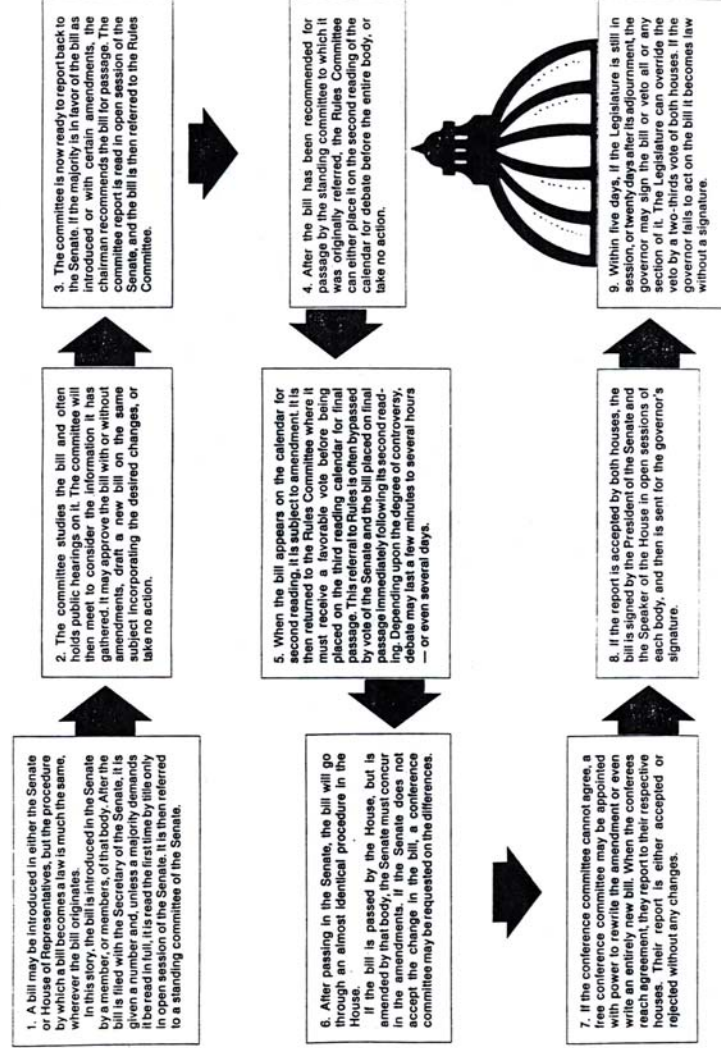 1. A bill may be introduced in either the Senate
or House of Representatives, but the procedure
by which a bill becomes a law is much the same,
wherever the bill originates.
In this story, the bill is introduced in the Senate
by a member, or members, of that body. After the
bill is filed with the Secretary of the Senate, it is
given a number and, unless a majority demands
it be read in full, it is read the first time by title only
in open session of the Senate. It is then referred
to a standing committee of the Senate.
2. The committee studies the bill and often
holds public hearings on it. The committee will
then meet to consider the information it has
gathered. It may approve the bill with or without
amendments, draft a new bill on the same
subject incorporating the desired changes, or
take no action.
3. The committee is now ready to report back to
the Senate. If the majority is in favor of the bill as
introduced or with certain amendments, the
chairman recommends the bill for passage. The
committee report is read in open session of the
Senate, and the bill is then referred to the Rules
Committee.
4. After the bill has been recommended for
passage by the standing committee to which it
was originally referred, the Rules Committee
can either place it on the second reading of the
calendar for debate before the entire body, or
take no action.
5. When the bill appears on the calendar for
second reading, it is subject to amendment. It is
then returned to the Rules Committee where it
must receive a favorable vote before being
placed on the third reading calendar for final
passage. This referral to Rules is often bypassed
by vote of the Senate and the bill placed on final
passage immediately following its second read-
ing. Depending upon the degree of controversy,
debate may last a few minutes to several hours
— or even several days.
6. After passing in the Senate, the bill will go
through an almost identical procedure in the
House.
If the bill is passed by the House, but is
amended by that body, the Senate must concur
in the amendments. If the Senate does not
accept the change in the bill, a conference
committee may be requested on the differences.
7. If the conference committee cannot agree, a
free conference committee may be appointed
with power to rewrite the amendment or even
write an entirely new bill. When the conferees
reach agreement, they report to their respective
houses. Their report is either accepted or
rejected without any changes.
8. If the report is accepted by both houses, the
bill is signed by the President of the Senate and
the Speaker of the House in open sessions of
each body, and then is sent for the governor's
signature.
9. Within five days, if the Legislature is still in
session, or twenty days after its adjournment, the
governor may sign the bill or veto all or any
section of it. The Legislature can override the
veto by a two-thirds vote of both houses. If the
governor fails to act on the bill it becomes law
without a signature.